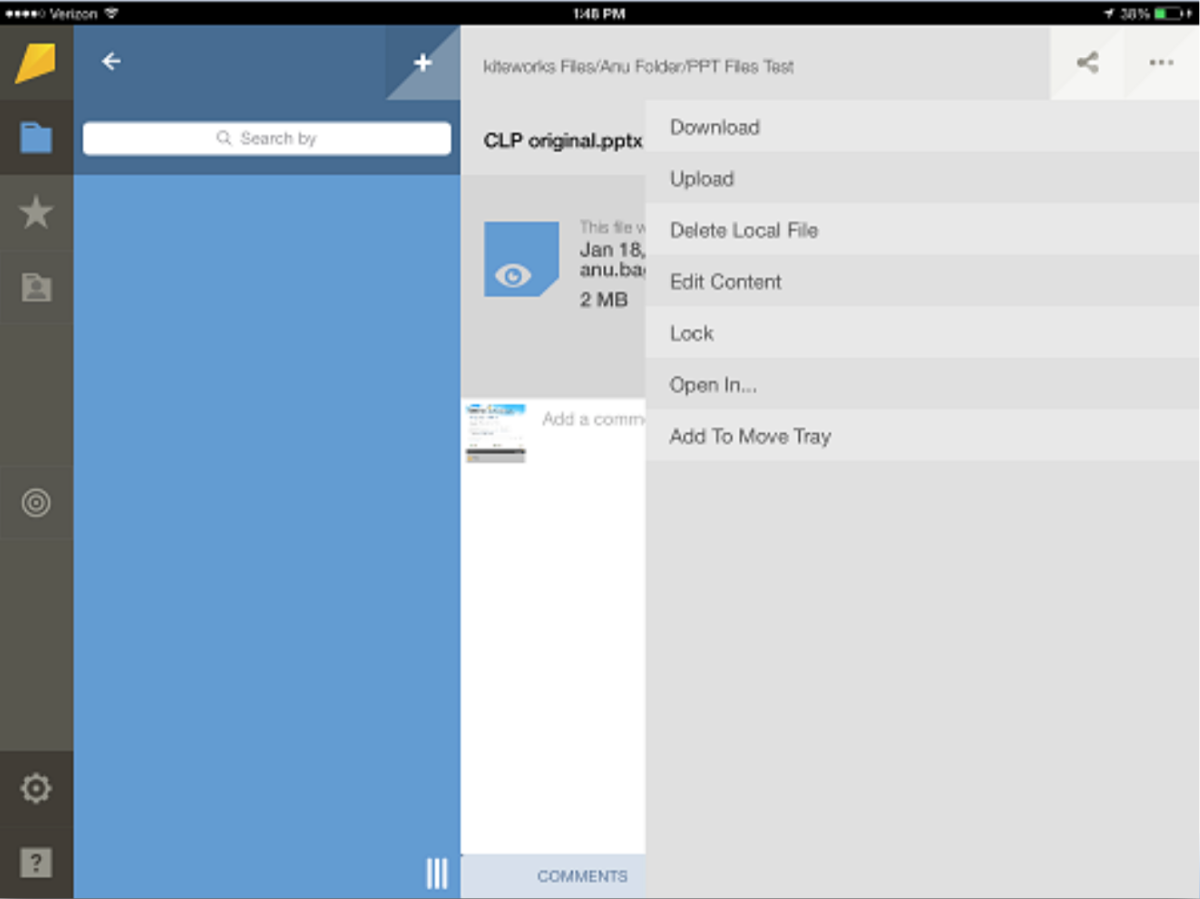 Verizon
1:48 PM
38%
kiteworks Files/Anu Folder/PPT Files Test
Search by
CLP original.pptx
Download
Upload
Delete Local File
Edit Content
Lock
Open In...
Add To Move Tray
This file w
Jan 18,
anu.ba
2 MB
Add a comm
COMMENTS
?